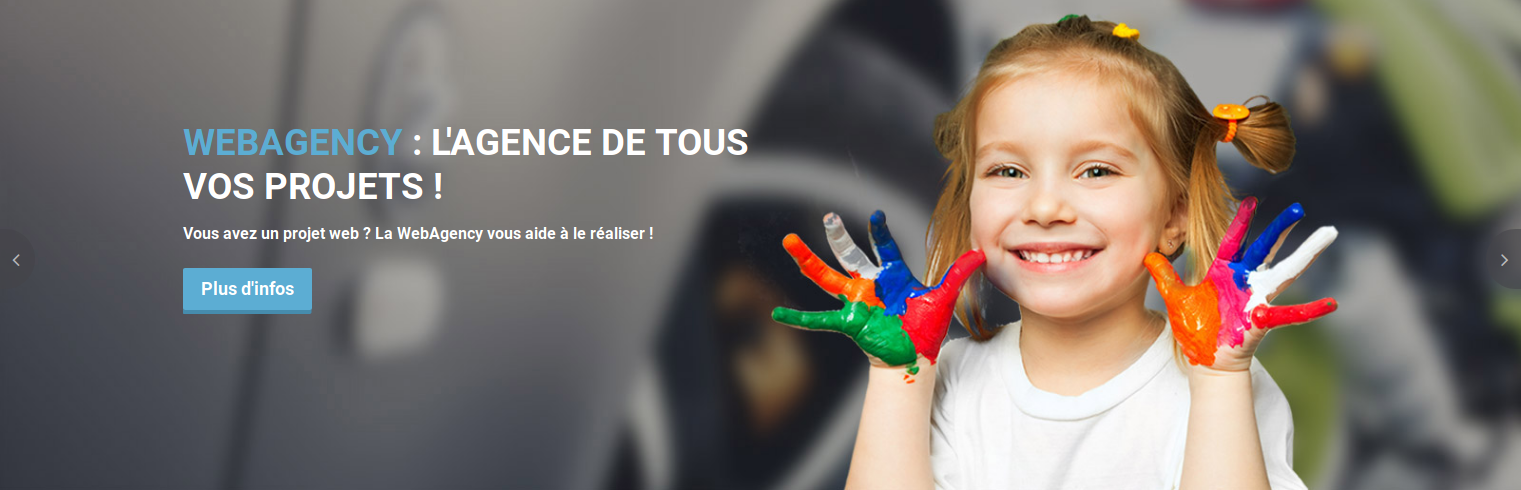 WEBAGENCY : L'AGENCE DE TOUS
VOS PROJETS !
Vous avez un projet web ? La WebAgency vous aide à le réaliser !
Plus d'infos